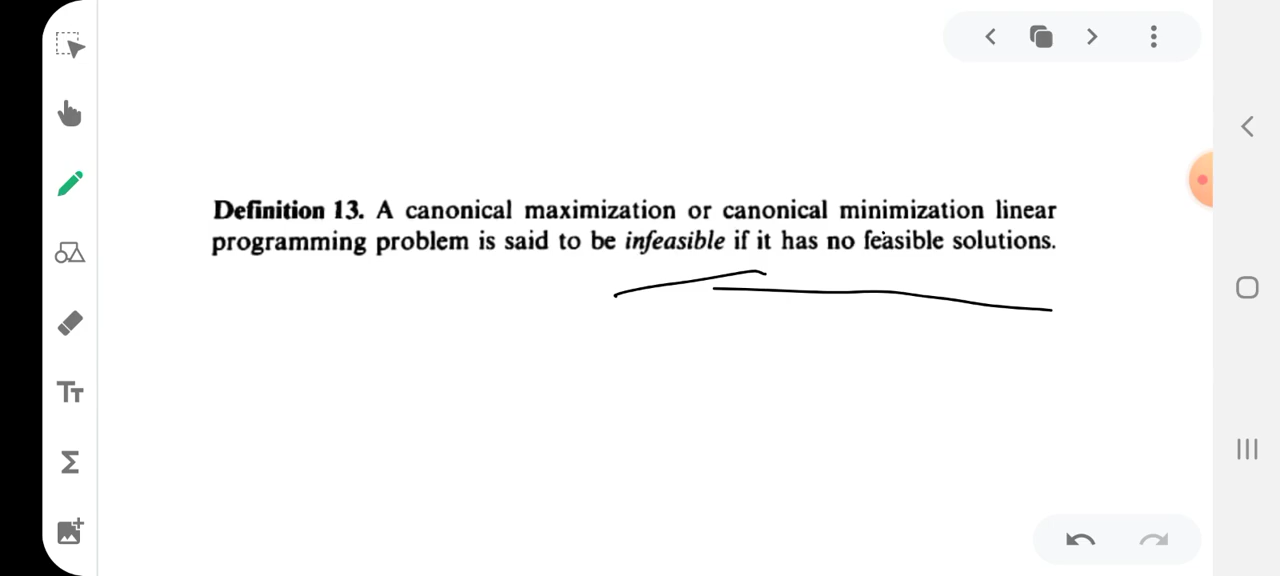 Definition 13. A canonical maximization or canonical minimization linear
programming problem is said to be infeasible if it has no feasible solutions.
Tт
Σ